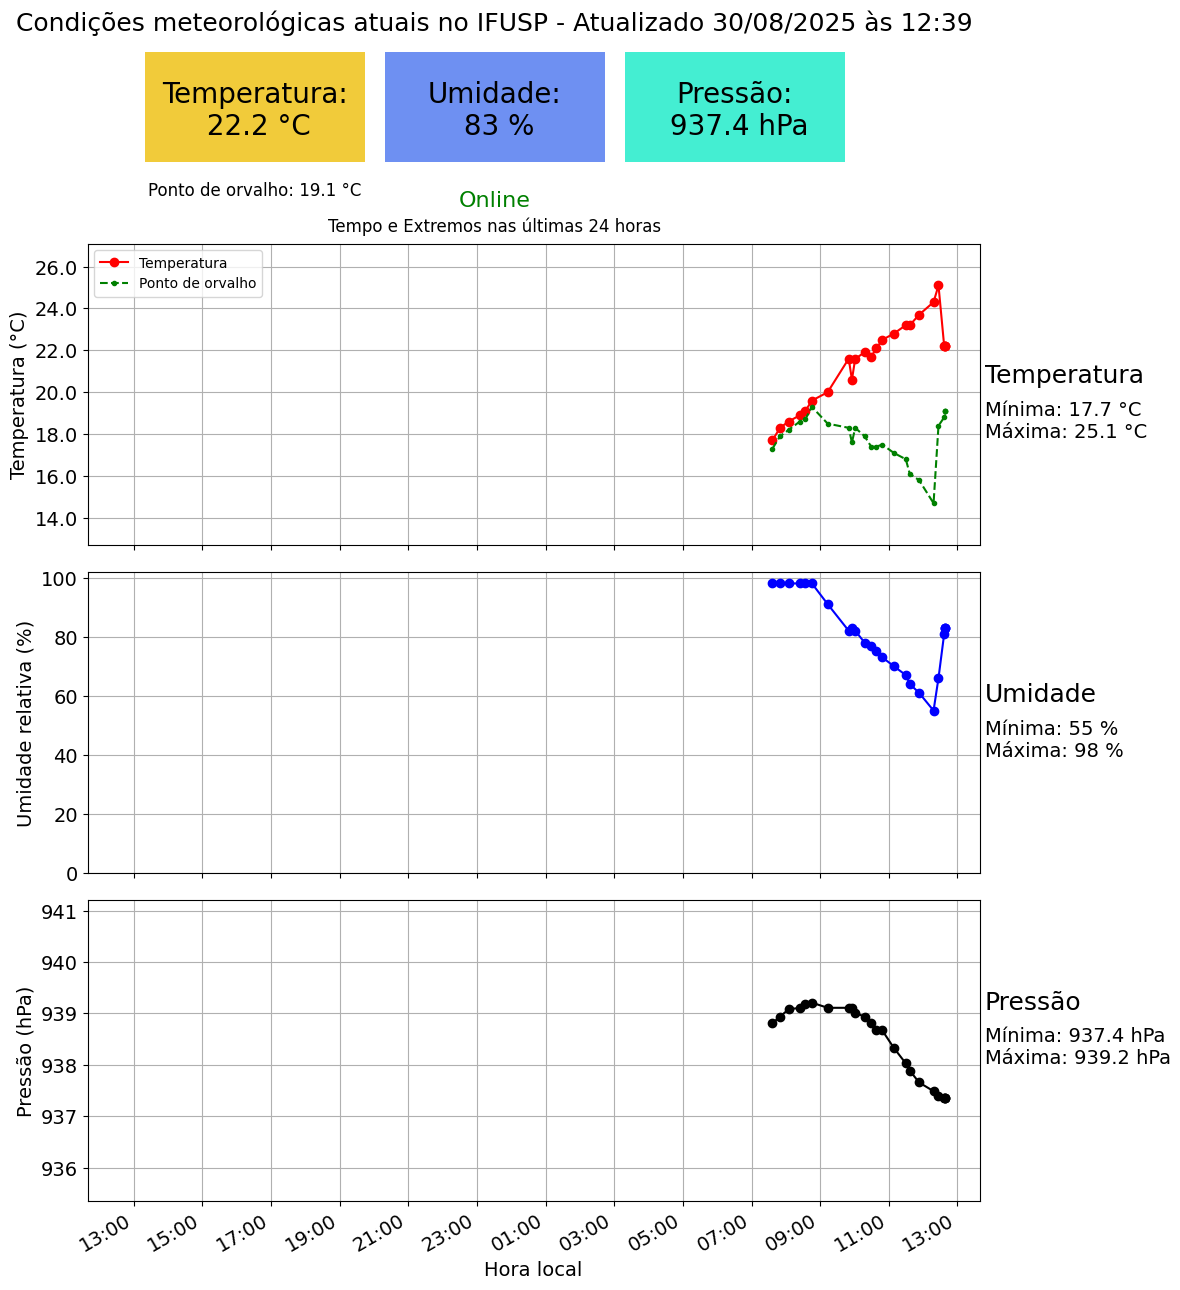 Condições meteorológicas atuais no IFUSP - Atualizado 30/08/2025 às 12:39
Temperatura:
22.2 °C
Umidade:
83 %
Pressão:
937.4 hPa
Ponto de orvalho: 19.1 °C
Online
Tempo e Extremos nas últimas 24 horas
Temperatura
Ponto de orvalho
Temperatura (°C)
26.0
24.0
22.0
20.0
18.0
16.0
14.0
Temperatura
Mínima: 17.7 °C
Máxima: 25.1 °C
Umidade relativa (%)
100
80
60
40
20
0
Umidade
Mínima: 55 %
Máxima: 98 %
Pressão (hPa)
941
940
939
938
937
936
Pressão
Mínima: 937.4 hPa
Máxima: 939.2 hPa
13:00 15:00 17:00 19:00 21:00 23:00 01:00 03:00 05:00 07:00 09:00 11:00 13:00
Hora local